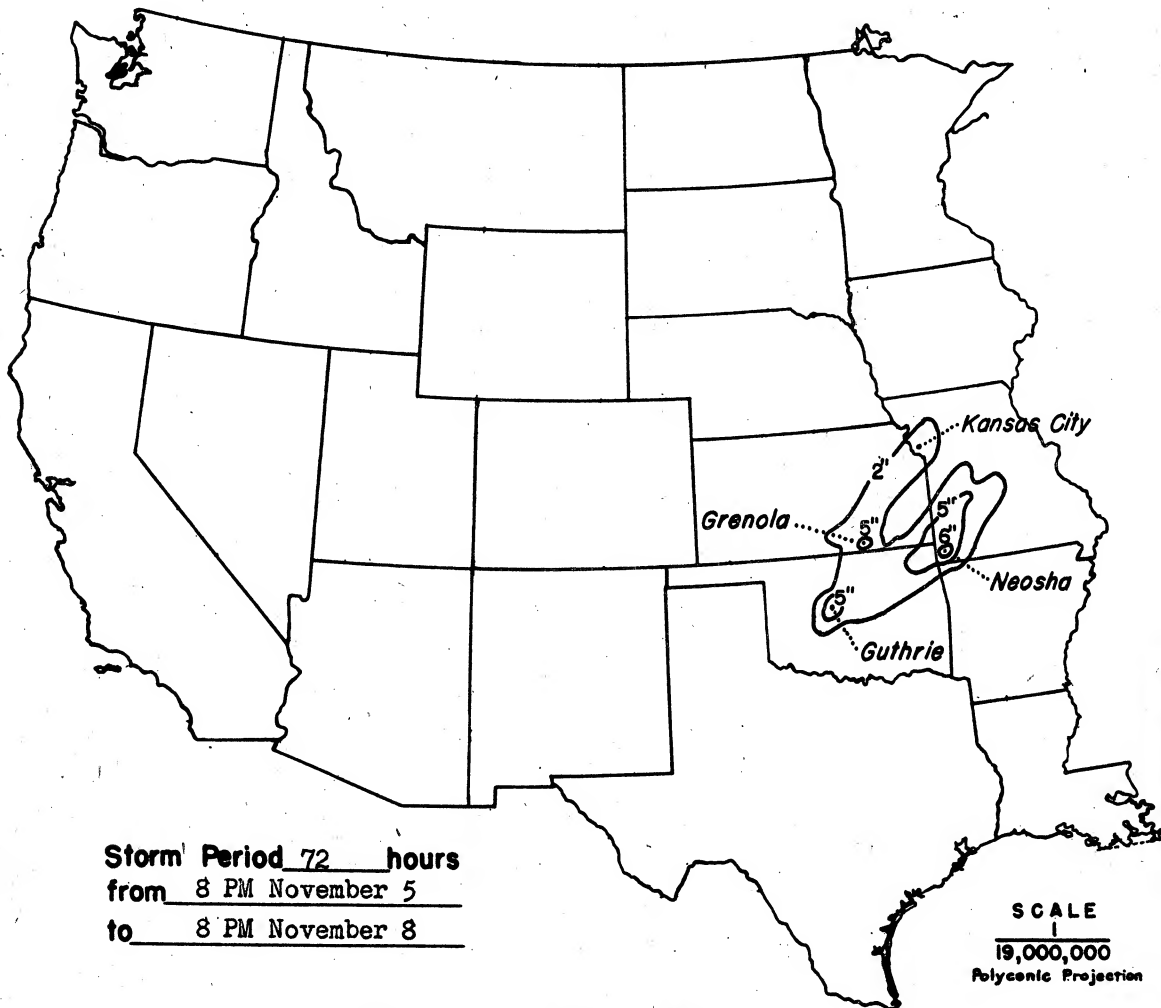 Kansas City
2"
Grenola
5"
5"
6"
Neosha
5"
Guthrie
Storm Period 72 hours
from 8 PM November 5
to 8 PM November 8
SCALE
1
19,000,000
Polyconic Projection